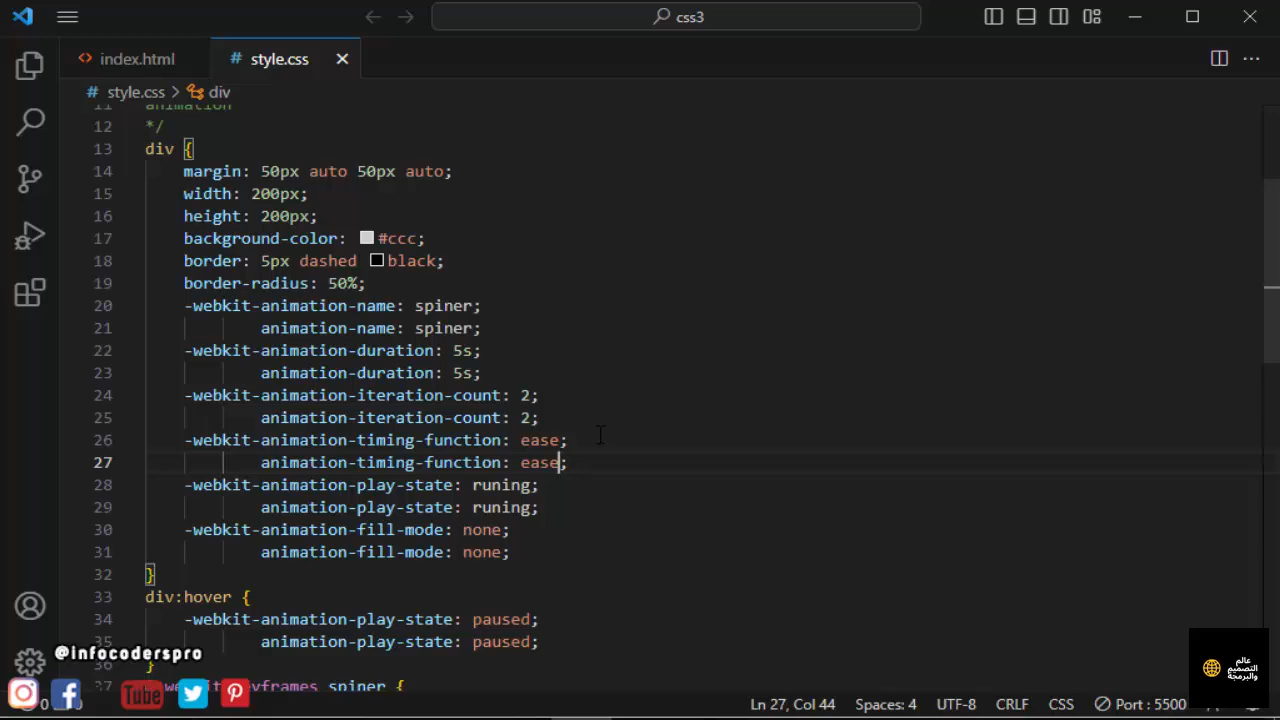 css3
index.html
style.css
style.css > div
11 animation
12 */
13 div {
14 margin: 50px auto 50px auto;
15 width: 200px;
16 height: 200px;
17 background-color: #ccc;
18 border: 5px dashed black;
19 border-radius: 50%;
20 -webkit-animation-name: spiner;
21 animation-name: spiner;
22 -webkit-animation-duration: 5s;
23 animation-duration: 5s;
24 -webkit-animation-iteration-count: 2;
25 animation-iteration-count: 2;
26 -webkit-animation-timing-function: ease;
27 animation-timing-function: ease;
28 -webkit-animation-play-state: runing;
29 animation-play-state: runing;
30 -webkit-animation-fill-mode: none;
31 animation-fill-mode: none;
32 }
33 div:hover {
34 -webkit-animation-play-state: paused;
35 animation-play-state: paused;
36 }
37 spiner {
@infocoderspro
Tube
عالم
التصميم
والبرمجة
Ln 27, Col 44
Spaces: 4
UTF-8
CRLF
CSS
Port : 5500